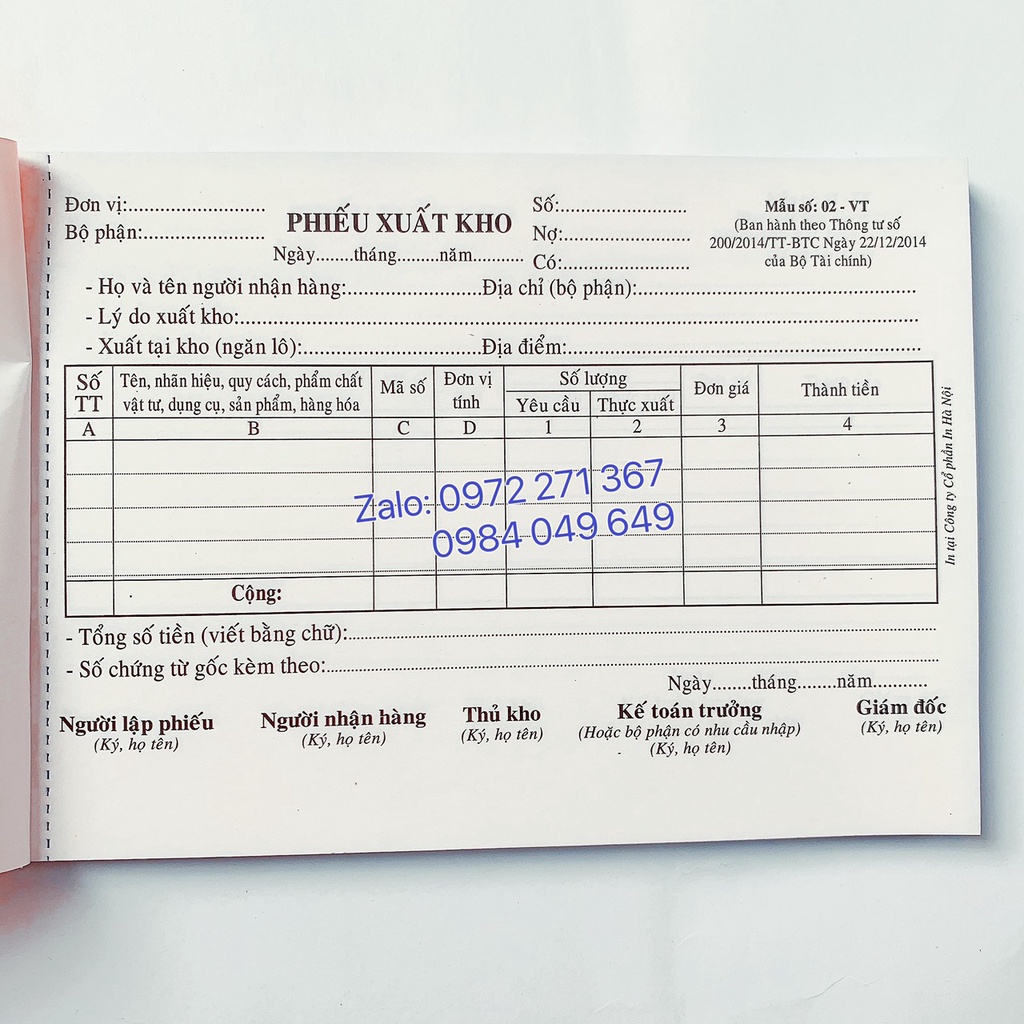 Đơn vị:..........................
Bộ phận:.......................
PHIẾU XUẤT KHO
Ngày........tháng.........năm...........
Số:........................
Nợ:.............................
Có:.............................
Mẫu số: 02 - VT
(Ban hành theo Thông tư số
200/2014/TT-BTC Ngày 22/12/2014
của Bộ Tài chính)
- Họ và tên người nhận hàng:........................Địa chỉ (bộ phận):..................................................
- Lý do xuất kho:..........................................................................................................................
- Xuất tại kho (ngăn lô):................................Địa điểm:................................................................
Số TT | Tên, nhãn hiệu, quy cách, phẩm chất vật tư, dụng cụ, sản phẩm, hàng hóa | Mã số | Đơn vị tính | Số lượng | Đơn giá | Thành tiền
Yêu cầu | Thực xuất
A B C D 1 2 3 4
Zalo: 0972 271 367
0984 049 649
Cộng:
- Tổng số tiền (viết bằng chữ):..........................................................................................................
- Số chứng từ gốc kèm theo:..............................................................................................................
Ngày........tháng........năm...........
Người lập phiếu Người nhận hàng Thủ kho Kế toán trưởng Giám đốc
(Ký, họ tên) (Ký, họ tên) (Ký, họ tên) (Hoặc bộ phận có nhu cầu nhập) (Ký, họ tên)
(Ký, họ tên)
In tại Công ty Cổ phần In Hà Nội